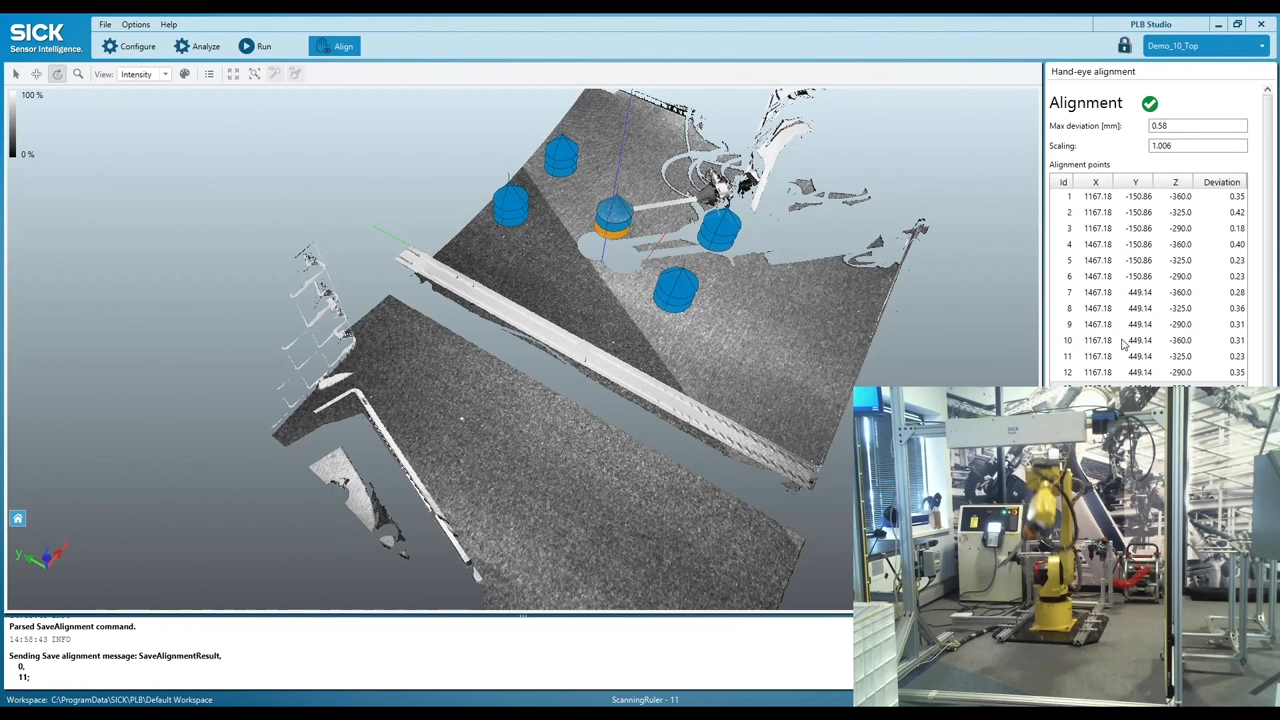 SICK
Sensor Intelligence.
File Options Help
PLB Studio
Configure Analyze Run Align
Demo_10_Top
View: Intensity
100 %
0 %
Hand-eye alignment
Alignment
Max deviation [mm]: 0.58
Scaling: 1.006
Alignment points
Id X Y Z Deviation
1 1167.18 -150.86 -360.0 0.35
2 1167.18 -150.86 -325.0 0.42
3 1167.18 -150.86 -290.0 0.18
4 1467.18 -150.86 -360.0 0.40
5 1467.18 -150.86 -325.0 0.23
6 1467.18 -150.86 -290.0 0.23
7 1467.18 449.14 -360.0 0.28
8 1467.18 449.14 -325.0 0.36
9 1467.18 449.14 -290.0 0.31
10 1167.18 449.14 -360.0 0.31
11 1167.18 449.14 -325.0 0.23
12 1167.18 449.14 -290.0 0.35
SICK
y z x
Parsed SaveAlignment command.
14:58:43 INFO
Sending Save alignment message: SaveAlignmentResult,
0,
11;
Workspace: C:\ProgramData\SICK\PLB\Default Workspace
ScanningRuler - 11